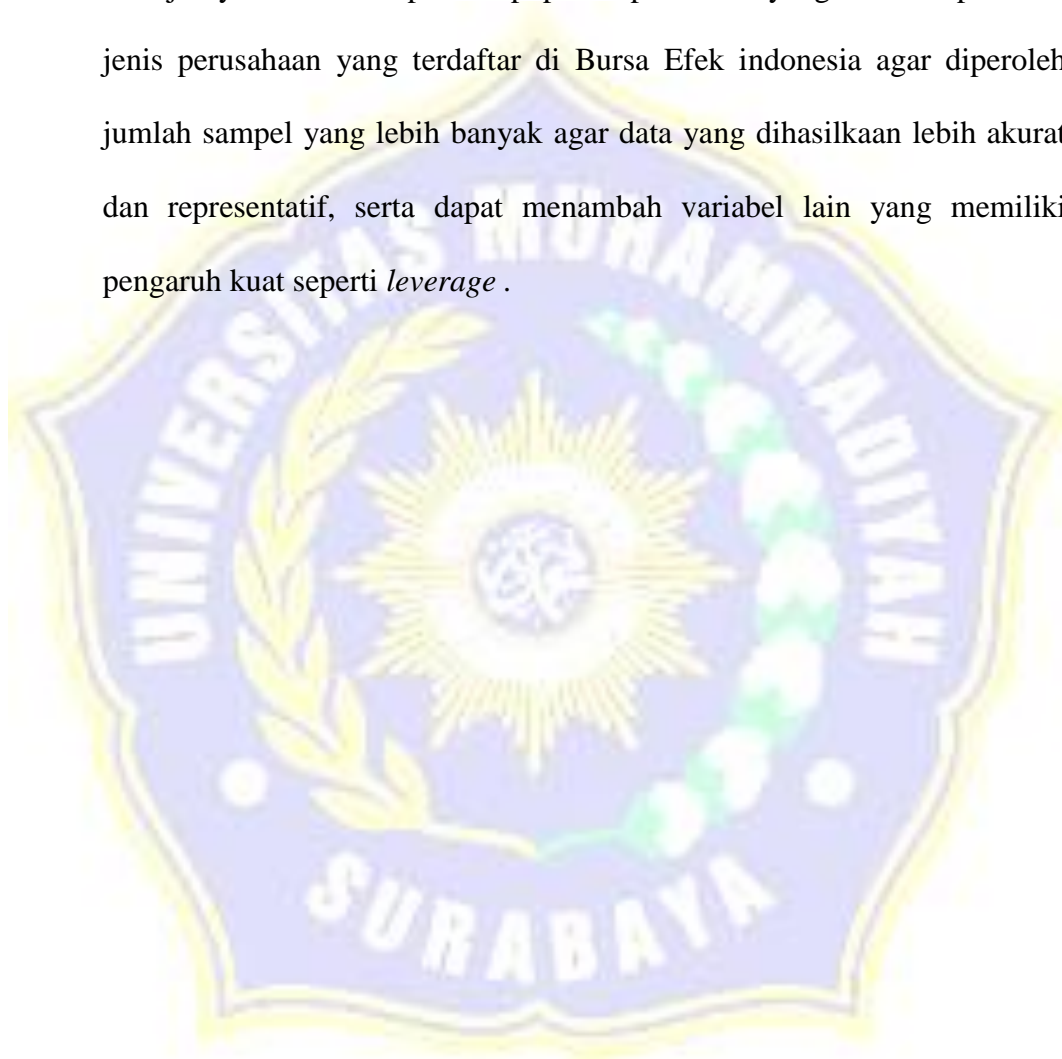 jenis perusahaan yang terdaftar di Bursa Efek indonesia agar diperoleh
jumlah sampel yang lebih banyak agar data yang dihasilkaan lebih akurat
dan representatif, serta dapat menambah variabel lain yang memiliki
pengaruh kuat seperti leverage .
UNIVERSITAS MUHAMMADIYAH
SURABAYA